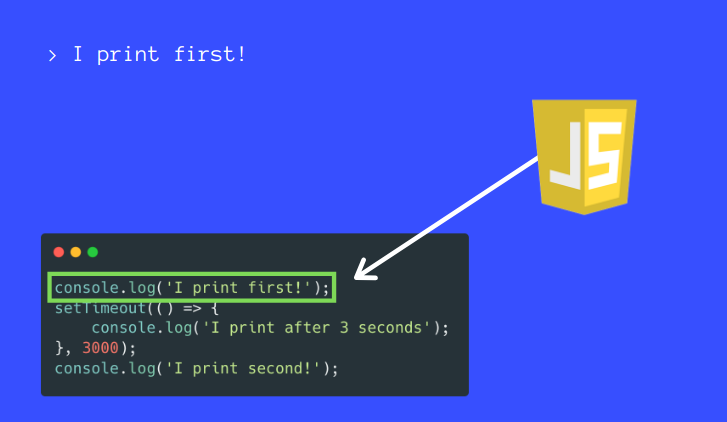 > I print first!
JS
console.log('I print first!');
setTimeout(() => {
    console.log('I print after 3 seconds');
}, 3000);
console.log('I print second!');